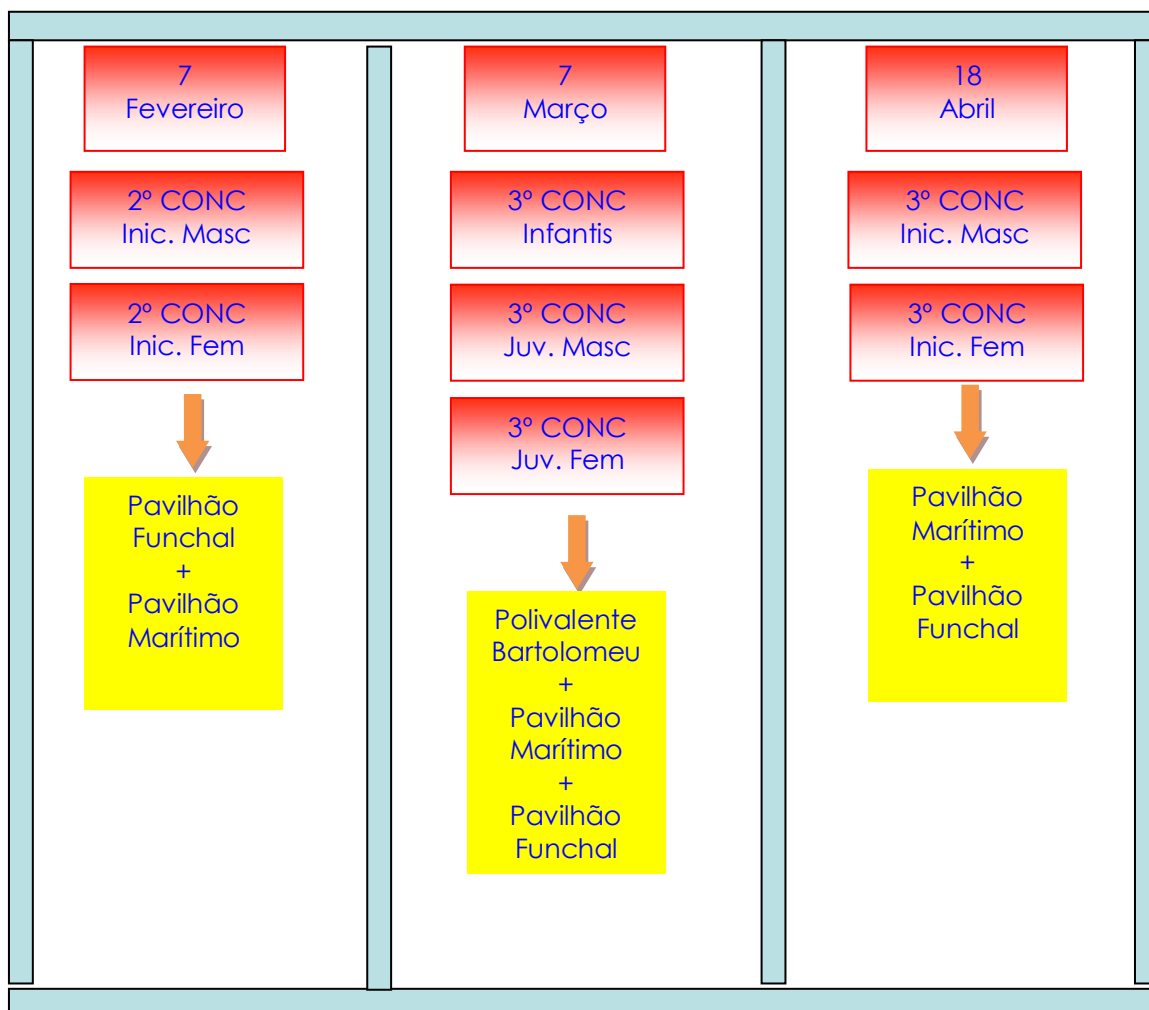 7
Fevereiro
2º CONC
Inic. Masc
2º CONC
Inic. Fem
Pavilhão
Funchal
+
Pavilhão
Marítimo
7
Março
3º CONC
Infantis
3º CONC
Juv. Masc
3º CONC
Juv. Fem
Polivalente
Bartolomeu
+
Pavilhão
Marítimo
+
Pavilhão
Funchal
18
Abril
3º CONC
Inic. Masc
3º CONC
Inic. Fem
Pavilhão
Marítimo
+
Pavilhão
Funchal